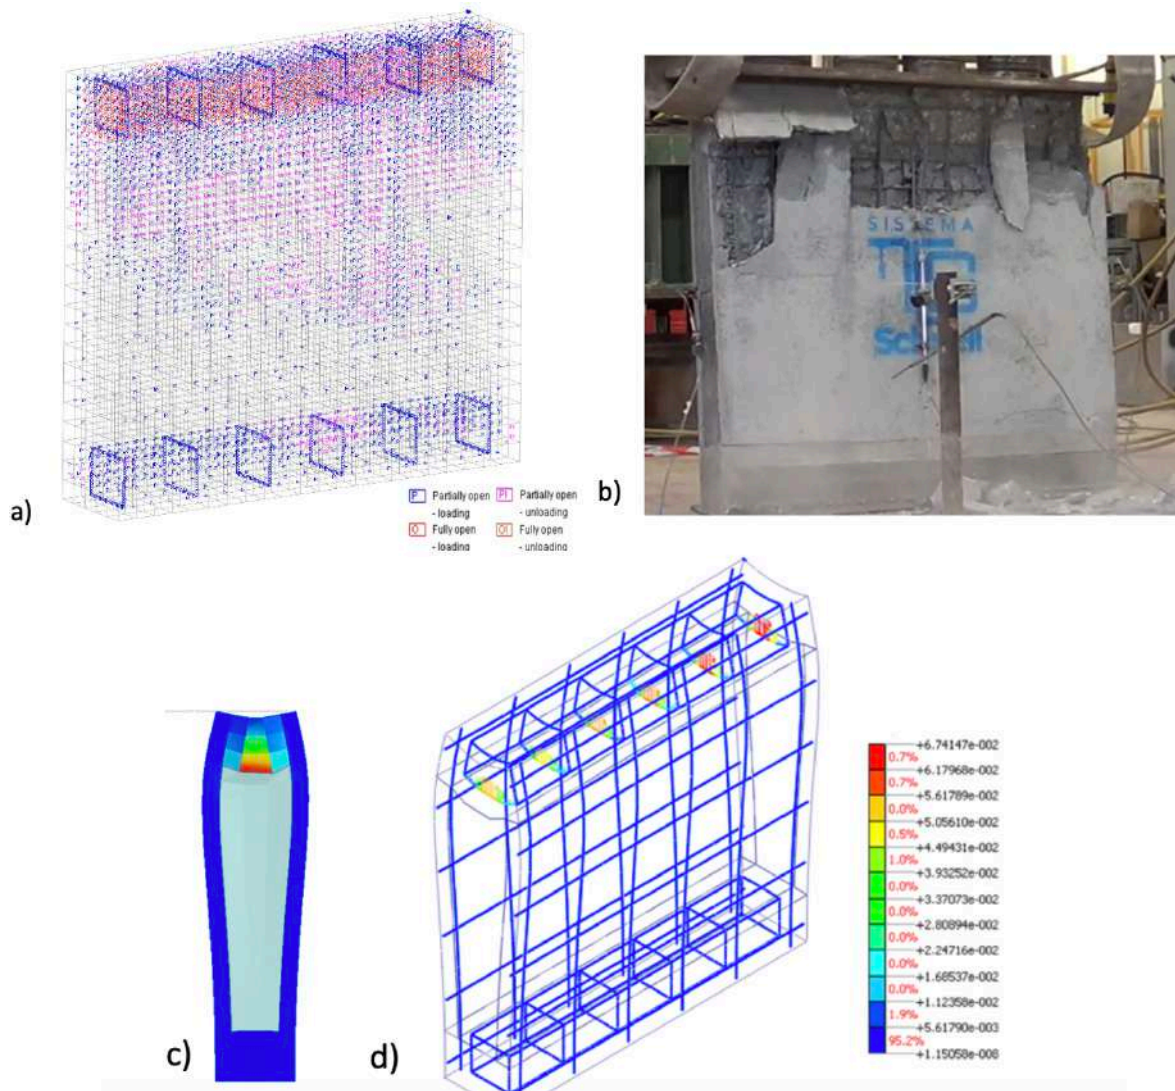 a)
P Partially open
- loading
PI Partially open
- unloading
O Fully open
- loading
OI Fully open
- unloading
SISTEMA
b)
c)
d)
+6.74147e-002
0.7%
+6.17968e-002
0.7%
+5.61789e-002
0.0%
+5.05610e-002
0.5%
+4.49431e-002
1.0%
+3.93252e-002
0.0%
+3.37073e-002
0.0%
+2.80894e-002
0.0%
+2.24716e-002
0.0%
+1.68537e-002
0.0%
+1.12358e-002
1.9%
+5.61790e-003
95.2%
+1.15058e-008